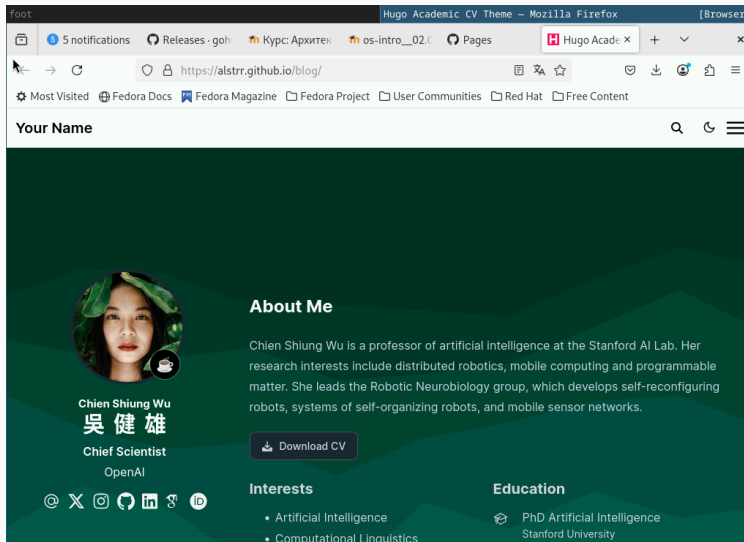 foot
Hugo Academic CV Theme — Mozilla Firefox
[Browser
5 notifications
Releases · goh
Курс: Архитек
os-intro__02.
Pages
Hugo Acade
https://alstrr.github.io/blog/
Most Visited
Fedora Docs
Fedora Magazine
Fedora Project
User Communities
Red Hat
Free Content
Your Name
About Me
Chien Shiung Wu is a professor of artificial intelligence at the Stanford AI Lab. Her
research interests include distributed robotics, mobile computing and programmable
matter. She leads the Robotic Neurobiology group, which develops self-reconfiguring
robots, systems of self-organizing robots, and mobile sensor networks.
Chien Shiung Wu
吳健雄
Chief Scientist
OpenAI
Download CV
Interests
Artificial Intelligence
Computational Linguistics
Education
PhD Artificial Intelligence
Stanford University